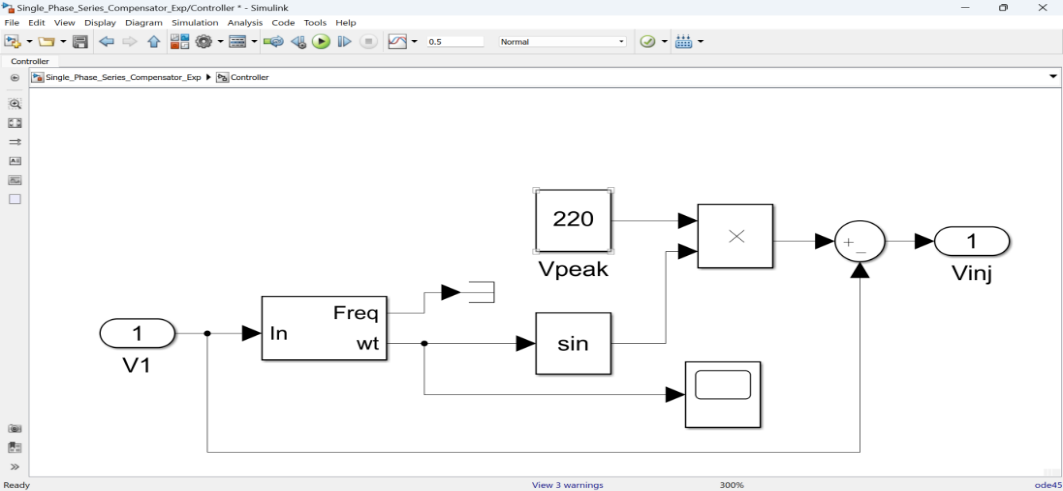 Single_Phase_Series_Compensator_Exp/Controller * - Simulink
File Edit View Display Diagram Simulation Analysis Code Tools Help
0.5 Normal
Controller
Single_Phase_Series_Compensator_Exp Controller
220
Vpeak
+
−
1
Vinj
Freq
In
wt
1
V1
sin
Ready View 3 warnings 300% ode45